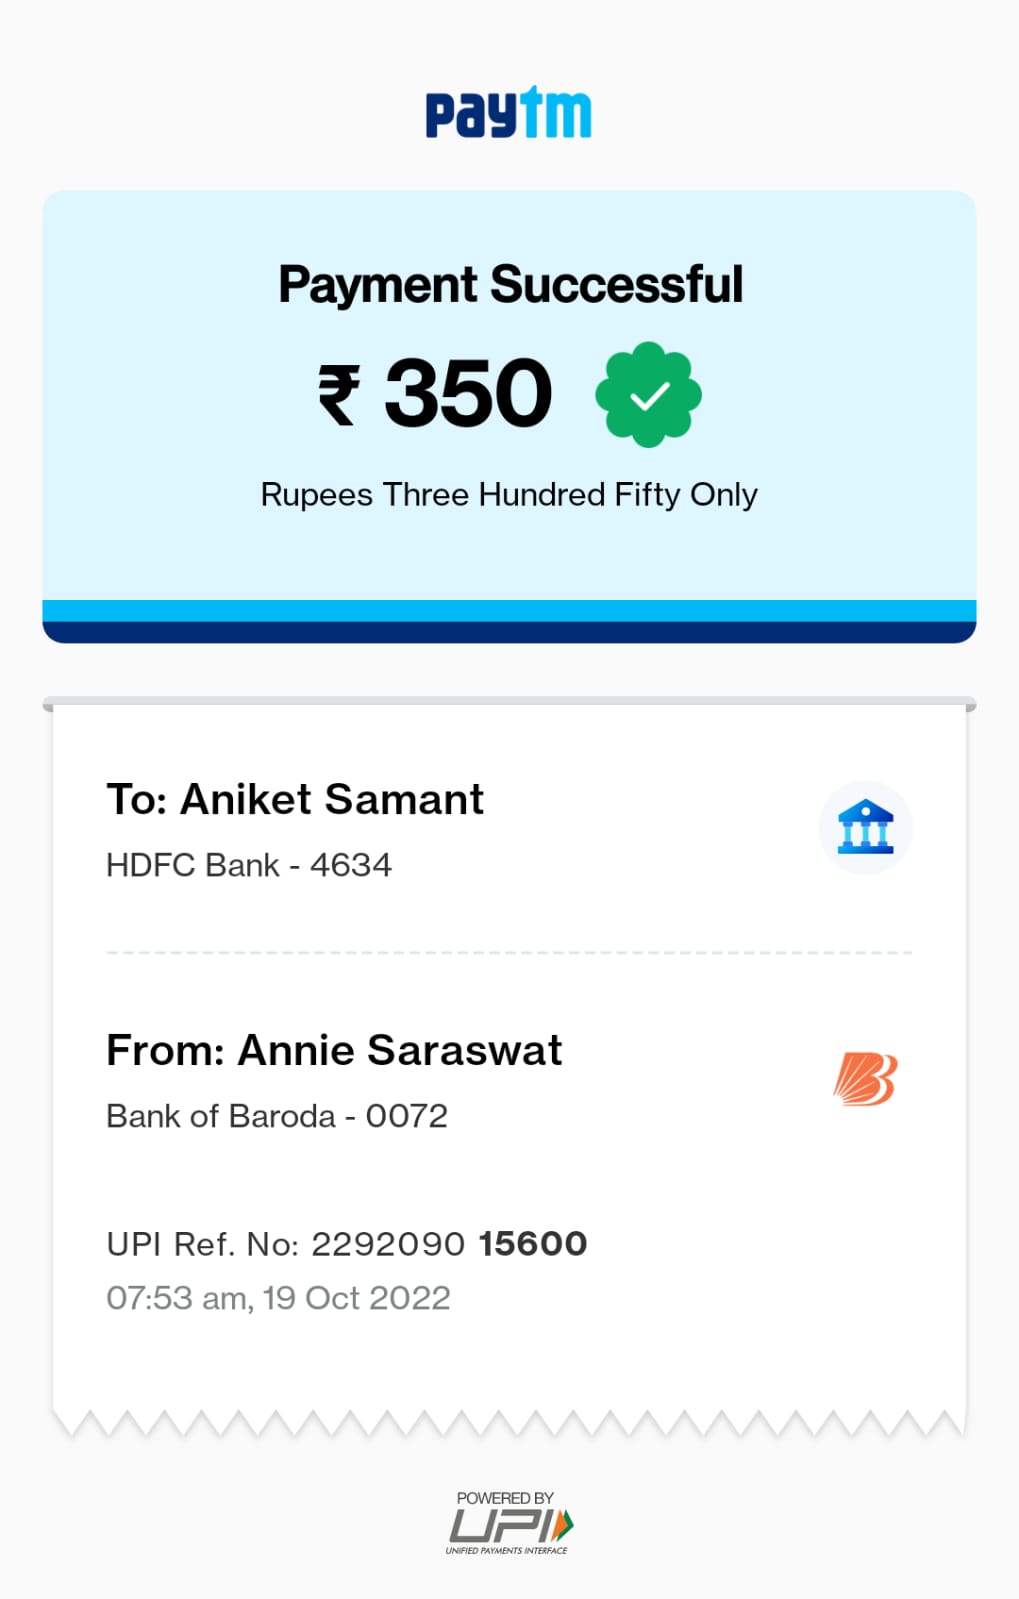 paytm
Payment Successful
₹ 350
Rupees Three Hundred Fifty Only
To: Aniket Samant
HDFC Bank - 4634
From: Annie Saraswat
Bank of Baroda - 0072
UPI Ref. No: 2292090 15600
07:53 am, 19 Oct 2022
POWERED BY
UPI
UNIFIED PAYMENTS INTERFACE